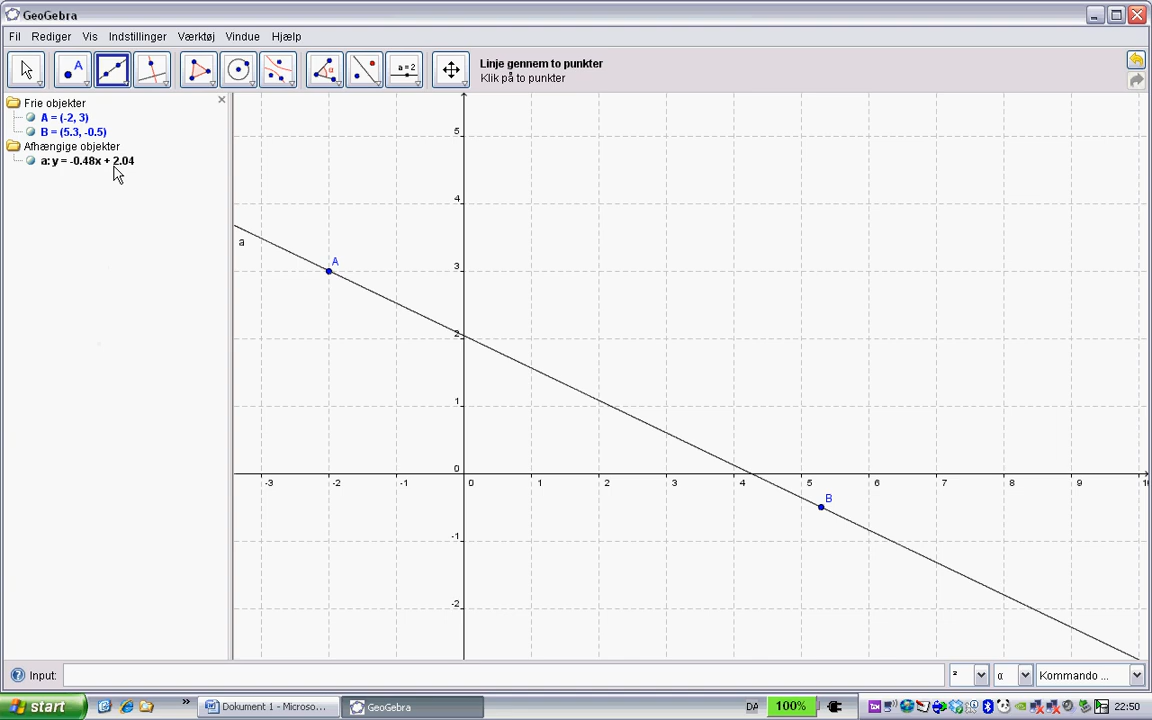 GeoGebra
Fil Rediger Vis Indstillinger Værktøj Vindue Hjælp
A α a = 2
Linje gennem to punkter
Klik på to punkter
Frie objekter
A = (-2, 3)
B = (5.3, -0.5)
Afhængige objekter
a: y = -0.48x + 2.04
5
4
a
A
3
2
1
0
-3 -2 -1 0 1 2 3 4 5 6 7 8 9 10
B
-1
-2
Input: ² α Kommando ...
start » Dokument 1 - Microso... GeoGebra DA 100% 22:50